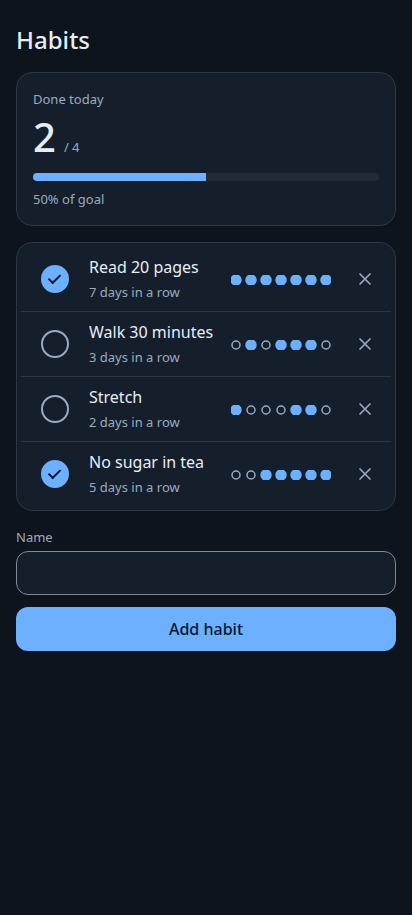 Habits
Done today
2 / 4
50% of goal
Read 20 pages
7 days in a row
Walk 30 minutes
3 days in a row
Stretch
2 days in a row
No sugar in tea
5 days in a row
Name
Add habit